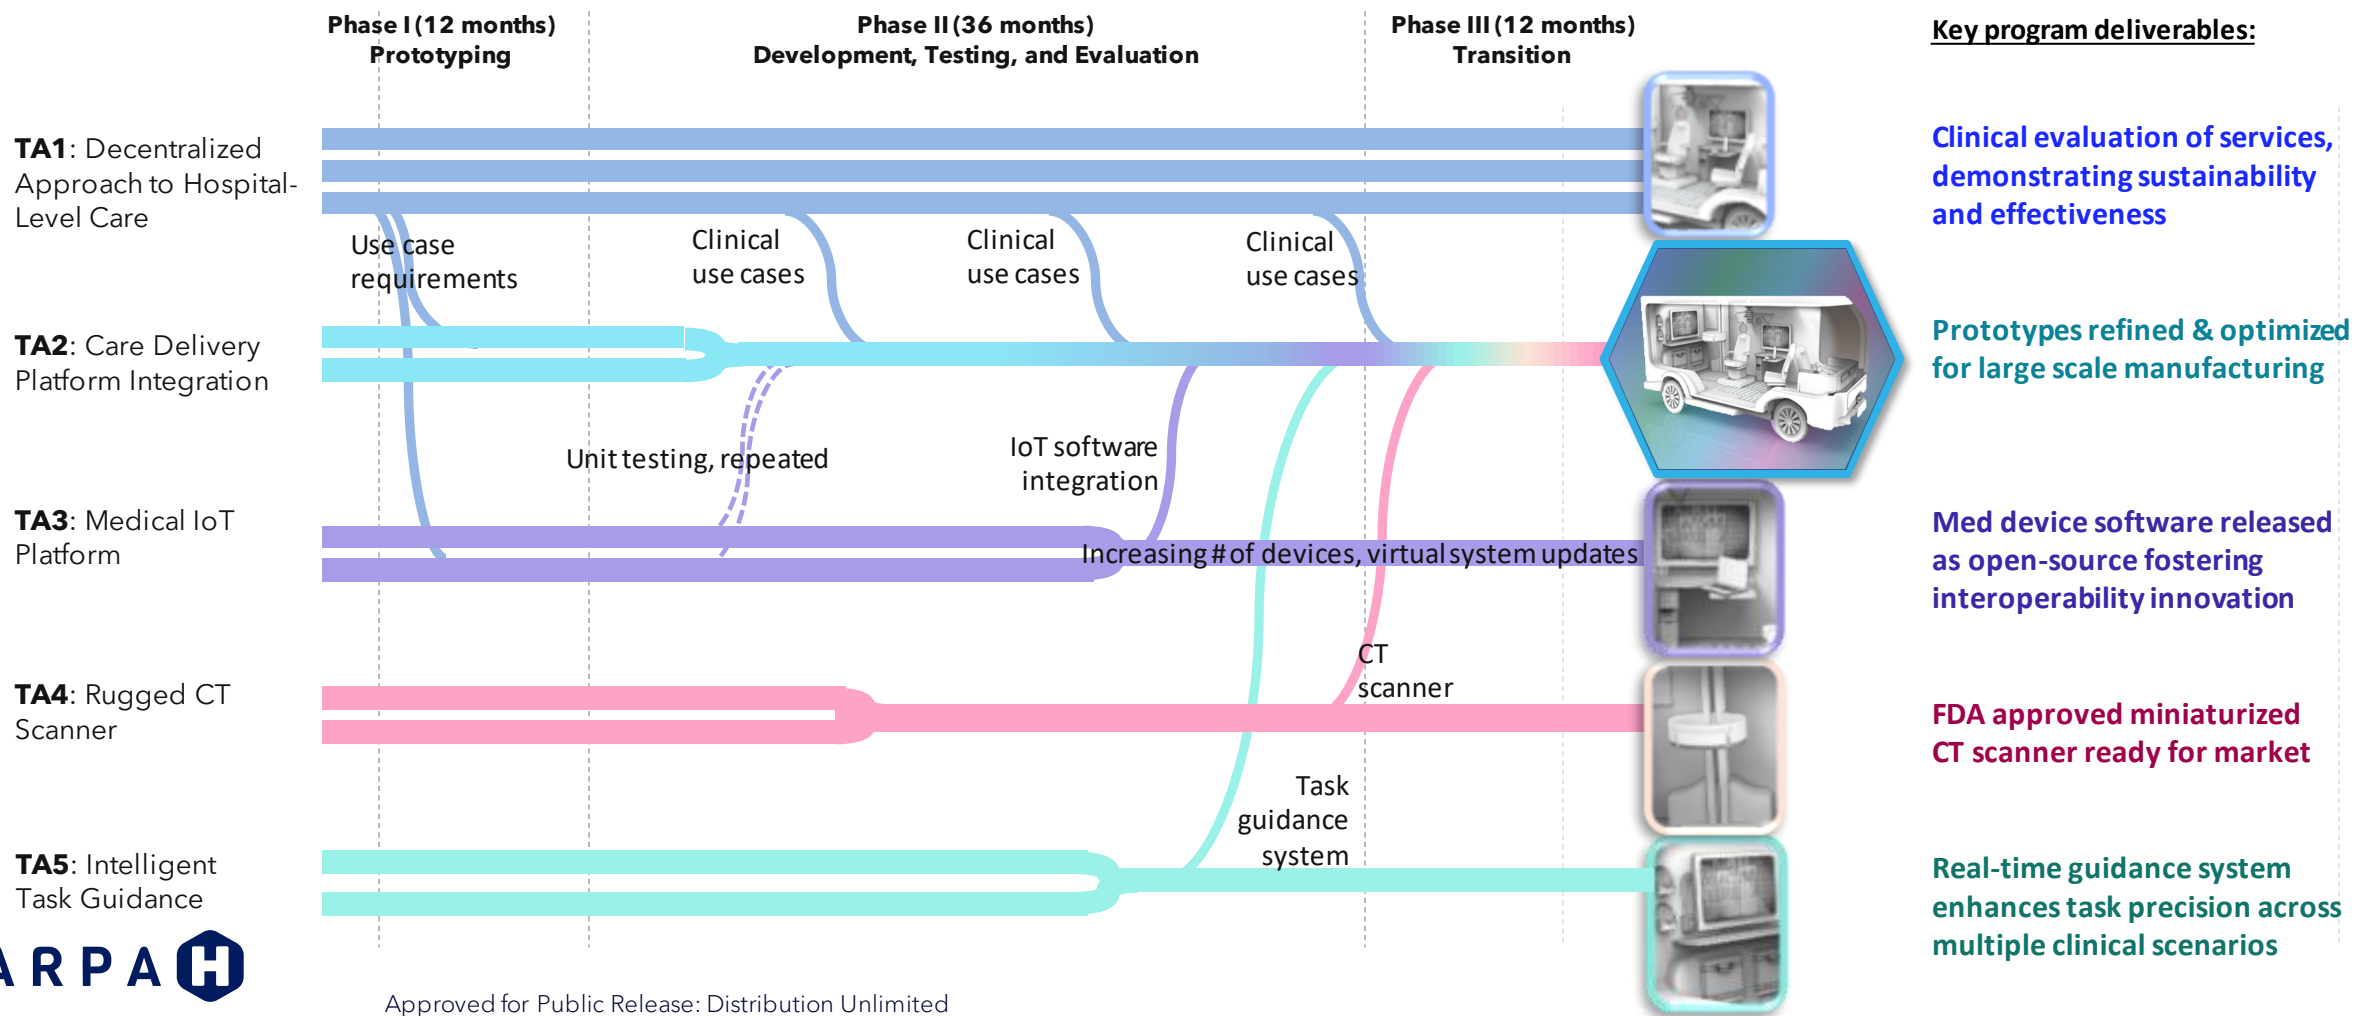 Phase I (12 months)
Prototyping
Phase II (36 months)
Development, Testing, and Evaluation
Phase III (12 months)
Transition
Key program deliverables:
TA1: Decentralized
Approach to Hospital-
Level Care
Use case
requirements
Clinical
use cases
Clinical
use cases
Clinical
use cases
Clinical evaluation of services,
demonstrating sustainability
and effectiveness
TA2: Care Delivery
Platform Integration
Prototypes refined & optimized
for large scale manufacturing
Unit testing, repeated
IoT software
integration
TA3: Medical IoT
Platform
Increasing # of devices, virtual system updates
Med device software released
as open-source fostering
interoperability innovation
TA4: Rugged CT
Scanner
CT
scanner
FDA approved miniaturized
CT scanner ready for market
Task
guidance
system
TA5: Intelligent
Task Guidance
Real-time guidance system
enhances task precision across
multiple clinical scenarios
ARPA H
Approved for Public Release: Distribution Unlimited